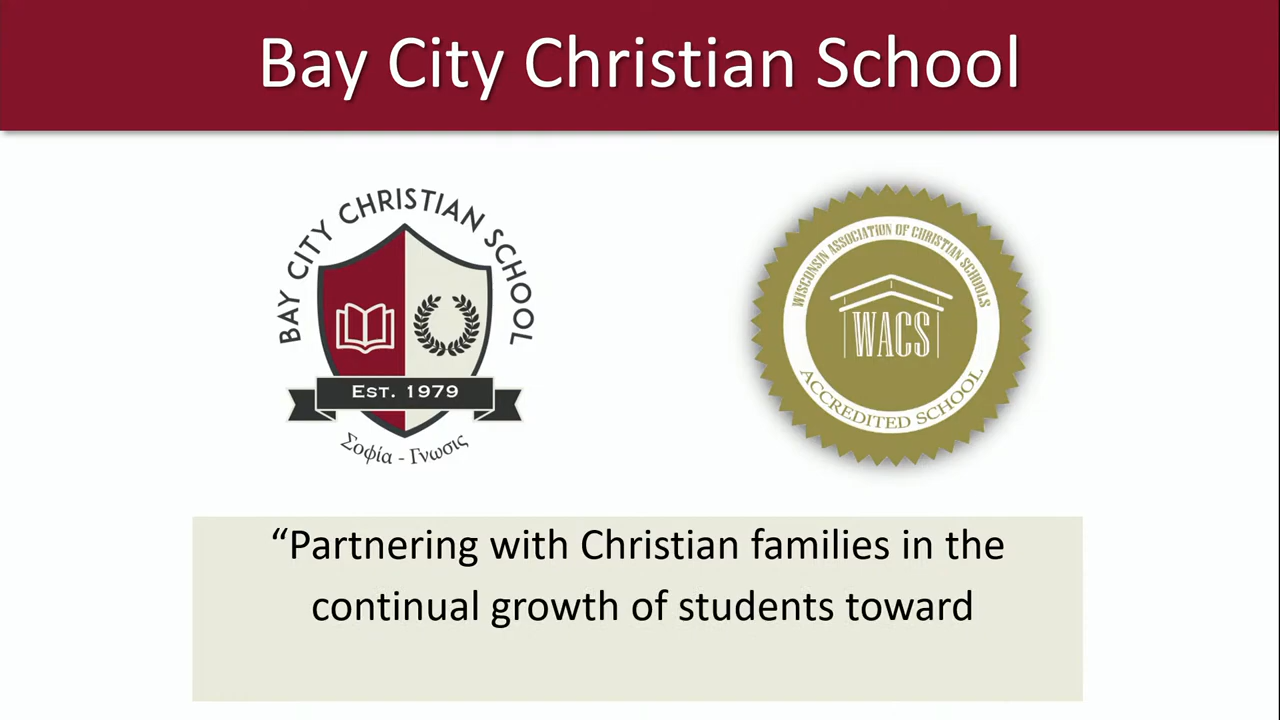 Bay City Christian School
BAY CITY CHRISTIAN SCHOOL
EST. 1979
Σοφία - Γνωσις
WISCONSIN ASSOCIATION OF CHRISTIAN SCHOOLS
WACS
ACCREDITED SCHOOL
“Partnering with Christian families in the
continual growth of students toward